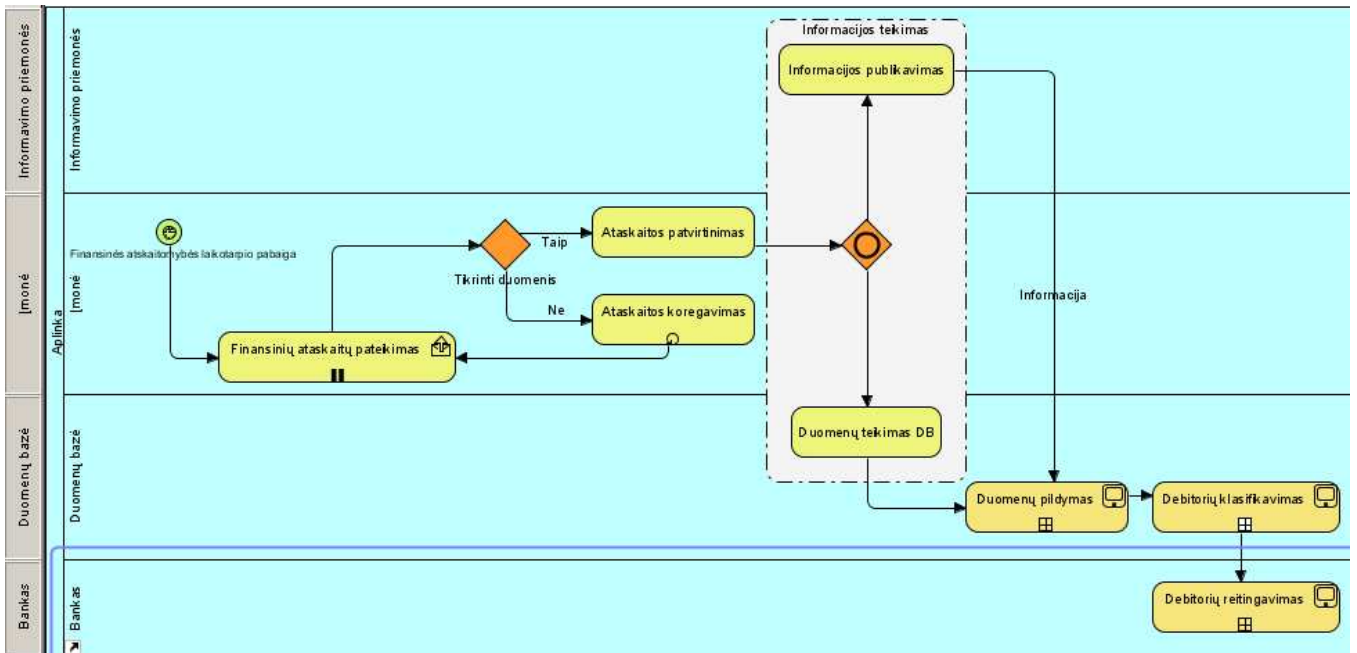 Informavimo priemonės
Informavimo priemonės
Informacijos teikimas
Informacijos publikavimas
Įmonė
Įmonė
Aplinka
Finansinės atskaitomybės laikotarpio pabaiga
Taip
Ataskaitos patvirtinimas
Tikrinti duomenis
Ne
Ataskaitos koregavimas
Informacija
Finansinių ataskaitų pateikimas
Duomenų bazė
Duomenų bazė
Duomenų teikimas DB
Duomenų pildymas
Debitorių klasifikavimas
Bankas
Bankas
Debitorių reitingavimas